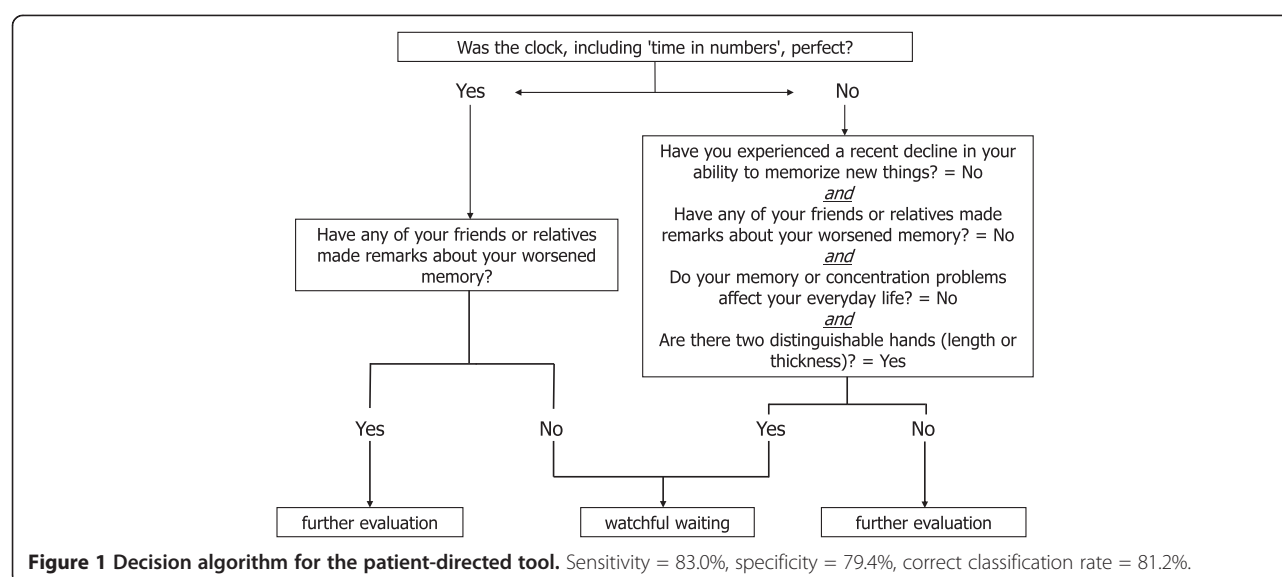 Was the clock, including 'time in numbers', perfect?
Yes
No
Have you experienced a recent decline in your
ability to memorize new things? = No
and
Have any of your friends or relatives made
remarks about your worsened memory? = No
and
Do your memory or concentration problems
affect your everyday life? = No
and
Are there two distinguishable hands (length or
thickness)? = Yes
Have any of your friends or relatives
made remarks about your worsened
memory?
Yes
No
Yes
No
further evaluation
watchful waiting
further evaluation
Figure 1 Decision algorithm for the patient-directed tool. Sensitivity = 83.0%, specificity = 79.4%, correct classification rate = 81.2%.